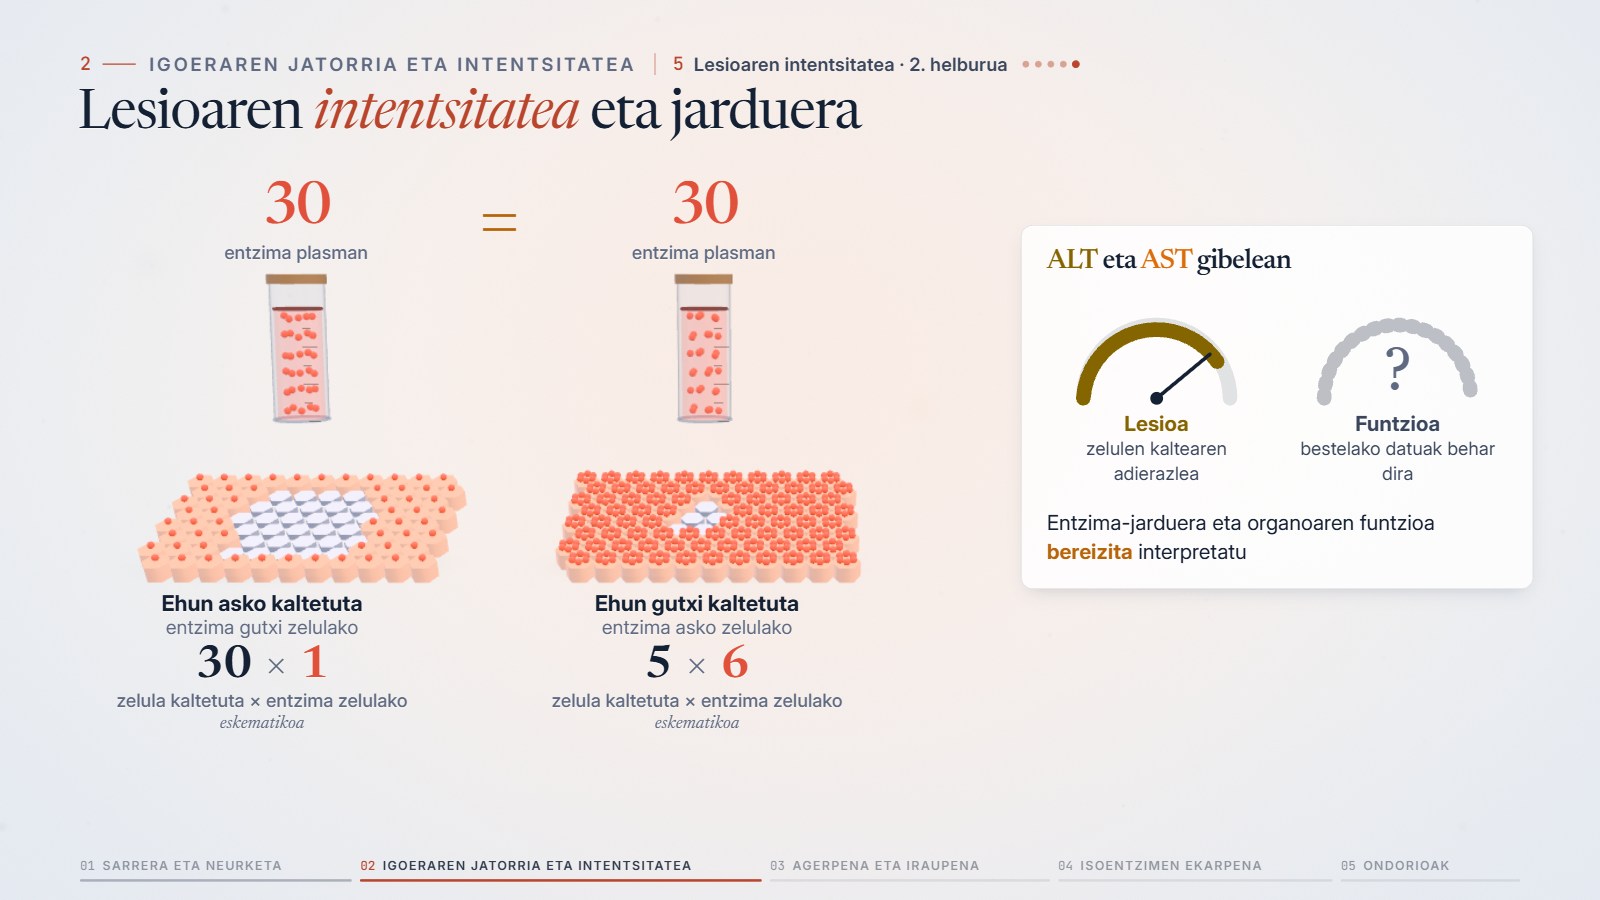 2 — IGOERAREN JATORRIA ETA INTENTSITATEA | 5 Lesioaren intentsitatea · 2. helburua
Lesioaren intentsitatea eta jarduera
30 = 30
entzima plasman
entzima plasman
Ehun asko kaltetuta
entzima gutxi zelulako
30 × 1
zelula kaltetuta × entzima zelulako
eskematikoa
Ehun gutxi kaltetuta
entzima asko zelulako
5 × 6
zelula kaltetuta × entzima zelulako
eskematikoa
ALT eta AST gibelean
Lesioa
zelulen kaltearen
adierazlea
?
Funtzioa
bestelako datuak behar
dira
Entzima-jarduera eta organoaren funtzioa
bereizita interpretatu
01 SARRERA ETA NEURKETA
02 IGOERAREN JATORRIA ETA INTENTSITATEA
03 AGERPENA ETA IRAUPENA
04 ISOENTZIMEN EKARPENA
05 ONDORIOAK